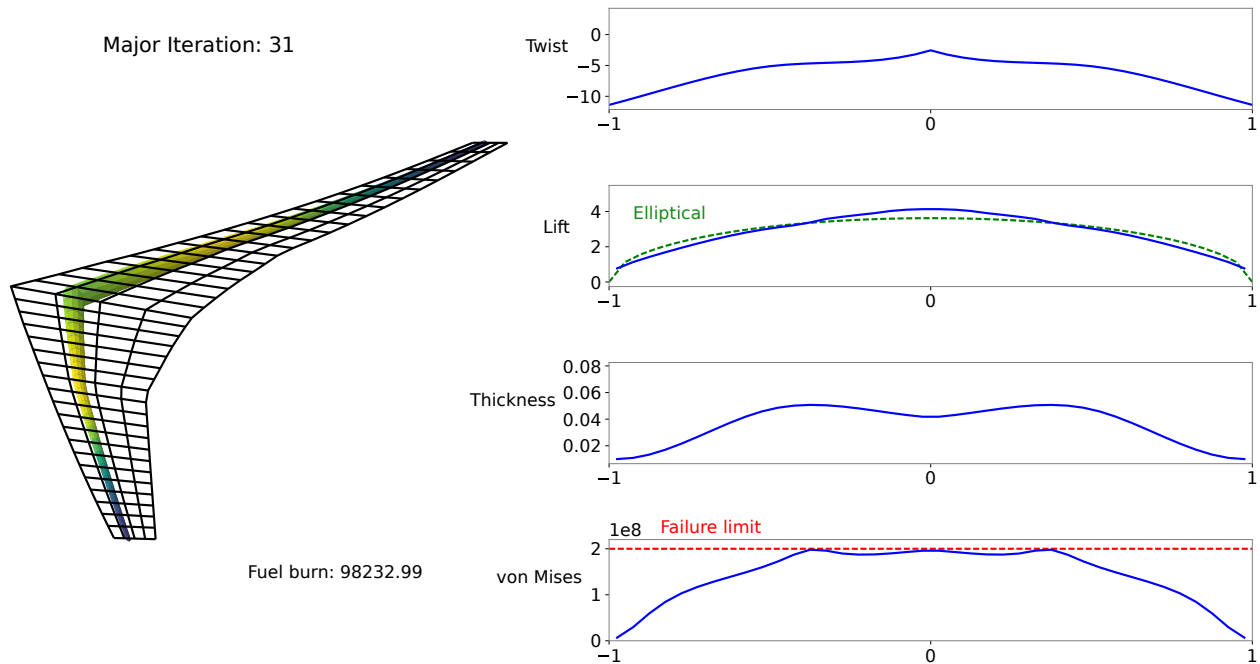 Major Iteration: 31
Twist
0
−5
−10
−1
0
1
Lift
Elliptical
4
2
0
−1
0
1
Thickness
0.08
0.06
0.04
0.02
−1
0
1
1e8
Failure limit
von Mises
2
1
0
−1
0
1
Fuel burn: 98232.99